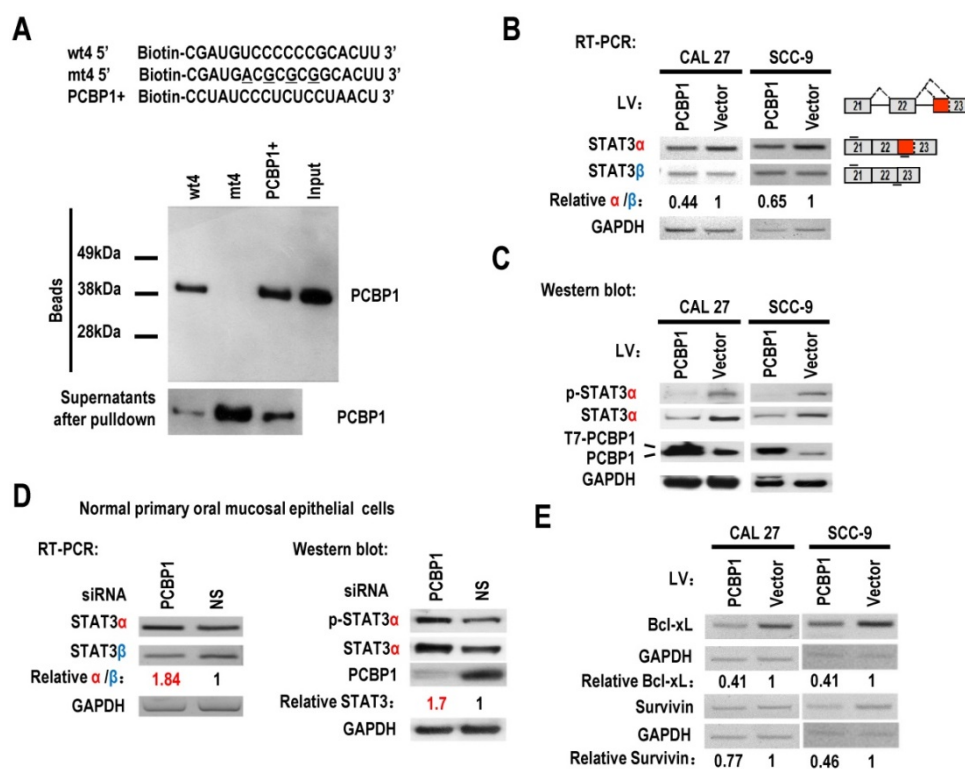 A
wt4 5’ Biotin-CGAUGUCCCCCCGCACUU 3’
mt4 5’ Biotin-CGAUGACGCGCGGCACUU 3’
PCBP1+ Biotin-CCUAUCCCUCUCCUAACU 3’
wt4 mt4 PCBP1+ Input
Beads
49kDa
38kDa
28kDa
PCBP1
Supernatants
after pulldown
PCBP1
B
RT-PCR:
CAL 27 SCC-9
LV:
PCBP1 Vector PCBP1 Vector
STAT3α
STAT3β
Relative α /β: 0.44 1 0.65 1
GAPDH
21 22 23
21 22 23
21 22 23
C
Western blot:
CAL 27 SCC-9
LV:
PCBP1 Vector PCBP1 Vector
p-STAT3α
STAT3α
T7-PCBP1
PCBP1
GAPDH
D
Normal primary oral mucosal epithelial cells
RT-PCR:
siRNA
PCBP1 NS
STAT3α
STAT3β
Relative α /β: 1.84 1
GAPDH
Western blot:
siRNA
PCBP1 NS
p-STAT3α
STAT3α
PCBP1
Relative STAT3: 1.7 1
GAPDH
E
CAL 27 SCC-9
LV:
PCBP1 Vector PCBP1 Vector
Bcl-xL
GAPDH
Relative Bcl-xL: 0.41 1 0.41 1
Survivin
GAPDH
Relative Survivin: 0.77 1 0.46 1